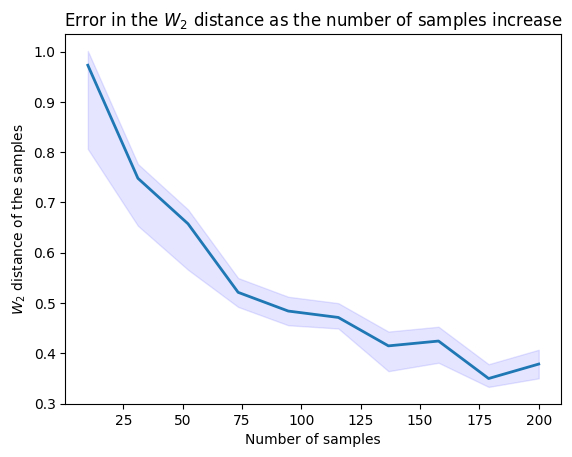 Error in the W₂ distance as the number of samples increase
W₂ distance of the samples
1.0
0.9
0.8
0.7
0.6
0.5
0.4
0.3
25 50 75 100 125 150 175 200
Number of samples